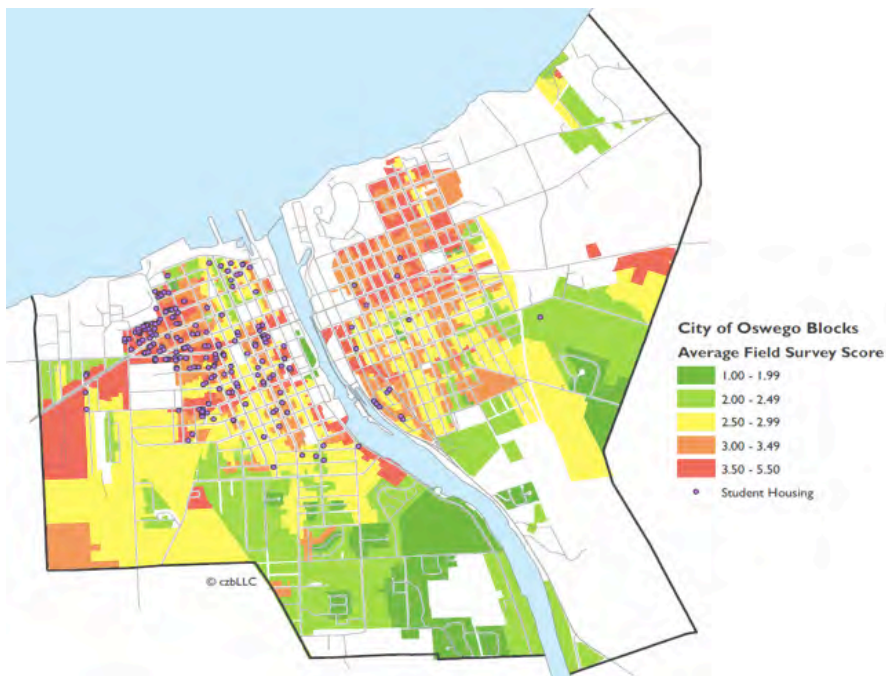 City of Oswego Blocks
Average Field Survey Score
1.00 - 1.99
2.00 - 2.49
2.50 - 2.99
3.00 - 3.49
3.50 - 5.50
Student Housing
© czbLLC